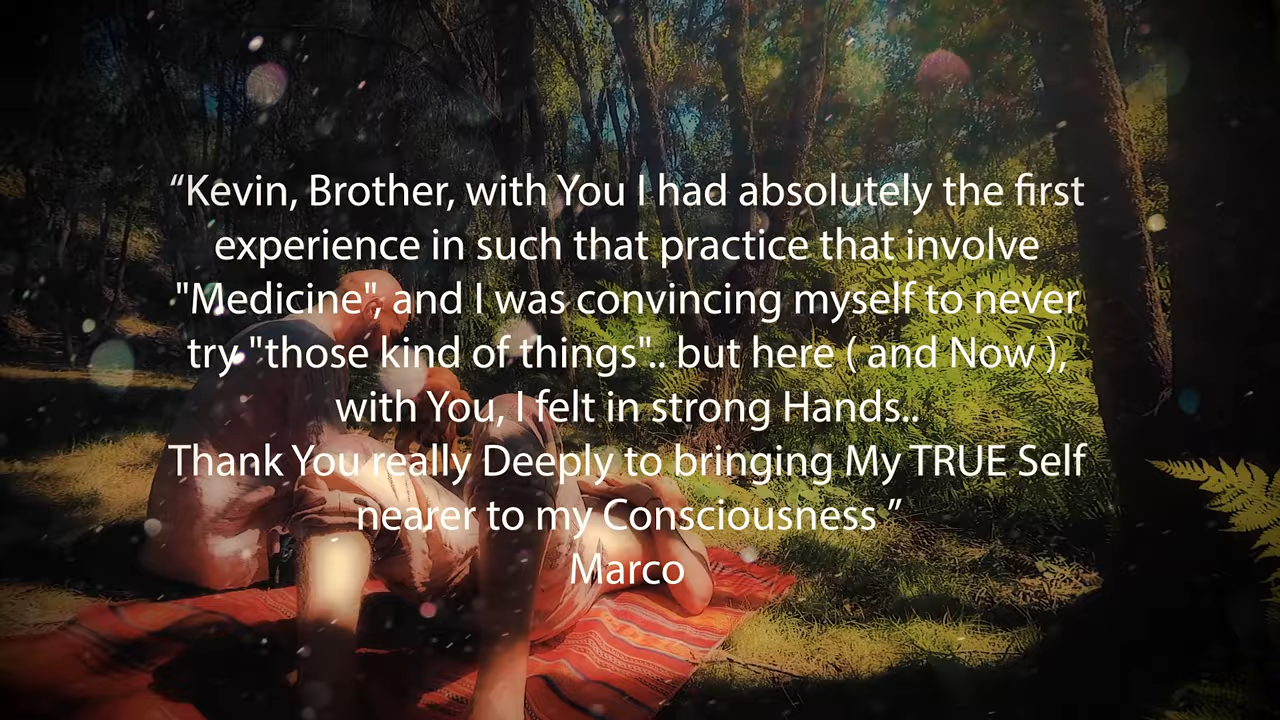 “Kevin, Brother, with You I had absolutely the first
experience in such that practice that involve
"Medicine", and I was convincing myself to never
try "those kind of things".. but here ( and Now ),
with You, I felt in strong Hands..
Thank You really Deeply to bringing My TRUE Self
nearer to my Consciousness ”
Marco